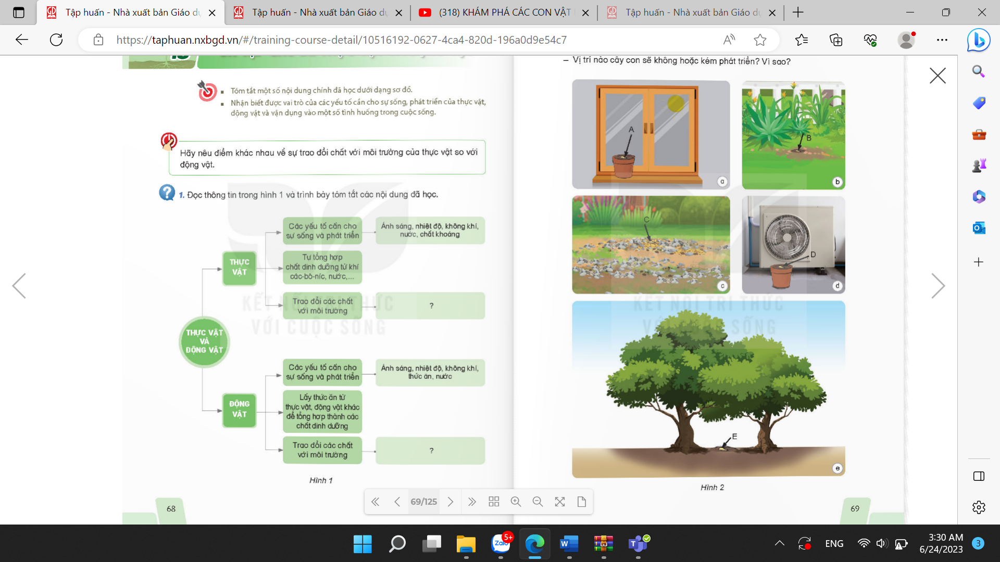 Tập huấn - Nhà xuất bản Giáo dụ
Tập huấn - Nhà xuất bản Giáo dụ
(318) KHÁM PHÁ CÁC CON VẬT
Tập huấn - Nhà xuất bản Giáo dụ
https://taphuan.nxbgd.vn/#/training-course-detail/10516192-0627-4ca4-820d-196a0d9e54c7
Tóm tắt một số nội dung chính đã học dưới dạng sơ đồ.
Nhận biết được vai trò của các yếu tố cần cho sự sống, phát triển của thực vật,
động vật và vận dụng vào một số tình huống trong cuộc sống.
Hãy nêu điểm khác nhau về sự trao đổi chất với môi trường của thực vật so với
động vật.
1. Đọc thông tin trong hình 1 và trình bày tóm tắt các nội dung đã học.
Các yếu tố cần cho
sự sống và phát triển
Ánh sáng, nhiệt độ, không khí,
nước, chất khoáng
THỰC
VẬT
Tự tổng hợp
chất dinh dưỡng từ khí
các-bô-níc, nước,...
Trao đổi các chất
với môi trường
?
KẾT NỐI TRI THỨC
VỚI CUỘC SỐNG
THỰC VẬT
VÀ
ĐỘNG VẬT
Các yếu tố cần cho
sự sống và phát triển
Ánh sáng, nhiệt độ, không khí,
thức ăn, nước
ĐỘNG
VẬT
Lấy thức ăn từ
thực vật, động vật khác
để tổng hợp thành các
chất dinh dưỡng
Trao đổi các chất
với môi trường
?
Hình 1
68
– Vị trí nào cây con sẽ không hoặc kém phát triển? Vì sao?
A
a
B
b
C
c
D
d
KẾT NỐI TRI THỨC
VỚI CUỘC SỐNG
E
e
Hình 2
69
69/125
5+
Zalo
ENG
3:30 AM
6/24/2023
3